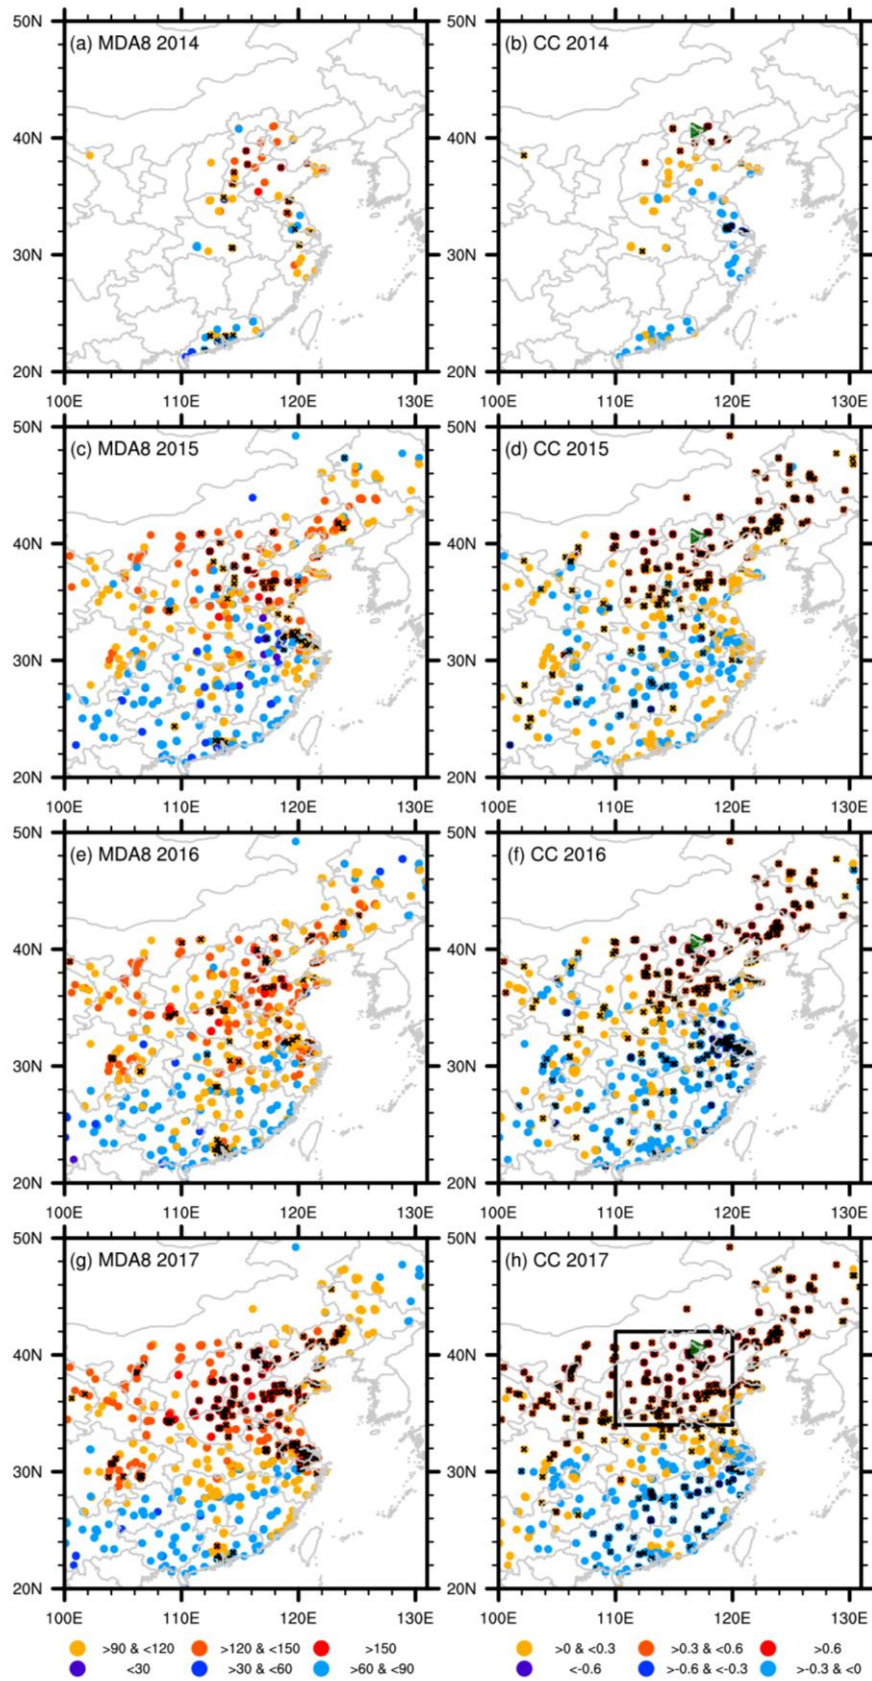 50N
(a) MDA8 2014
(b) CC 2014
40N
40N
30N
30N
20N
20N
100E 110E 120E 130E
100E 110E 120E 130E
50N
50N
(c) MDA8 2015
(d) CC 2015
40N
40N
30N
30N
20N
20N
100E 110E 120E 130E
100E 110E 120E 130E
50N
50N
(e) MDA8 2016
(f) CC 2016
40N
40N
30N
30N
20N
20N
100E 110E 120E 130E
100E 110E 120E 130E
50N
50N
(g) MDA8 2017
(h) CC 2017
40N
40N
30N
30N
20N
20N
100E 110E 120E 130E
100E 110E 120E 130E
>90 & <120 >120 & <150 >150
>0 & <0.3 >0.3 & <0.6 >0.6
<30 >30 & <60 >60 & <90
<-0.6 >-0.6 & <-0.3 >-0.3 & <0
50N